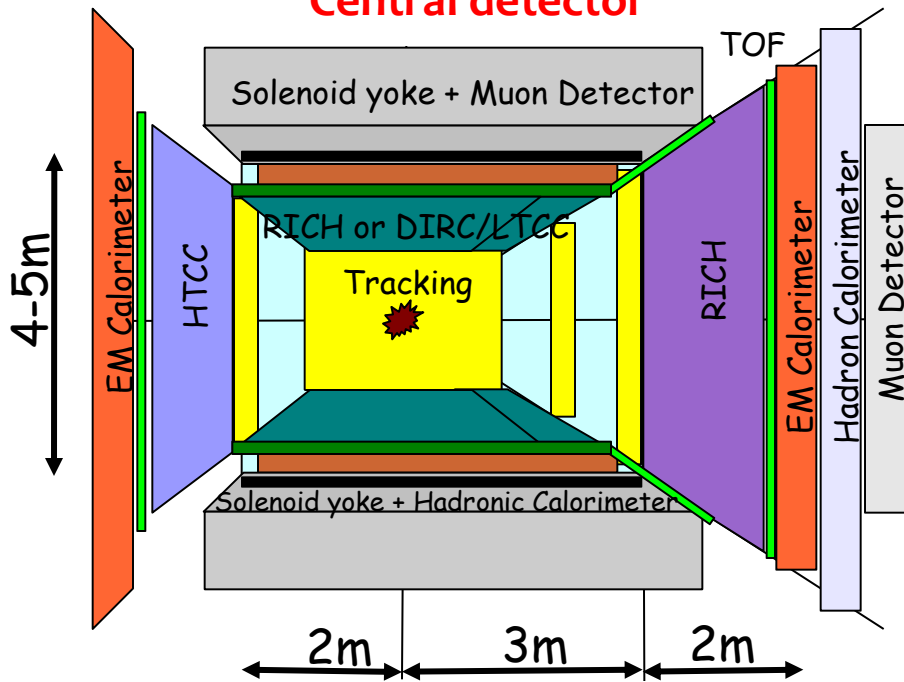 Central detector
TOF
Solenoid yoke + Muon Detector
EM Calorimeter
HTCC
RICH or DIRC/LTCC
Tracking
RICH
EM Calorimeter
Hadron Calorimeter
Muon Detector
4-5m
Solenoid yoke + Hadronic Calorimeter
2m
3m
2m